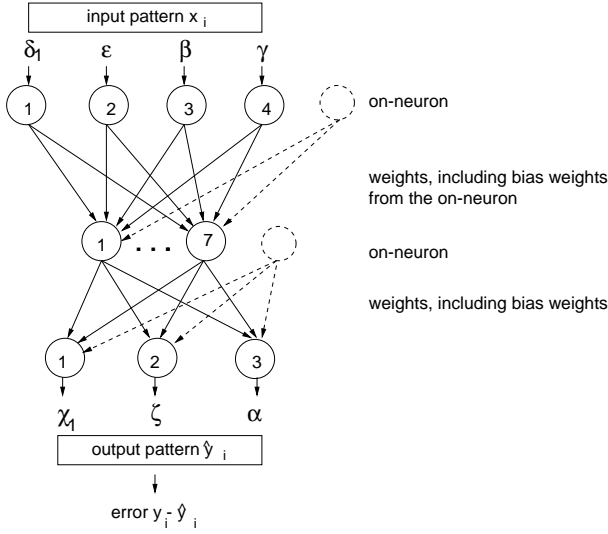 input pattern x i
δ1 ε β γ
1 2 3 4 on-neuron
weights, including bias weights
from the on-neuron
1 . . . 7
on-neuron
weights, including bias weights
1 2 3
χ1 ζ α
output pattern ŷ i
error y i - ŷ i